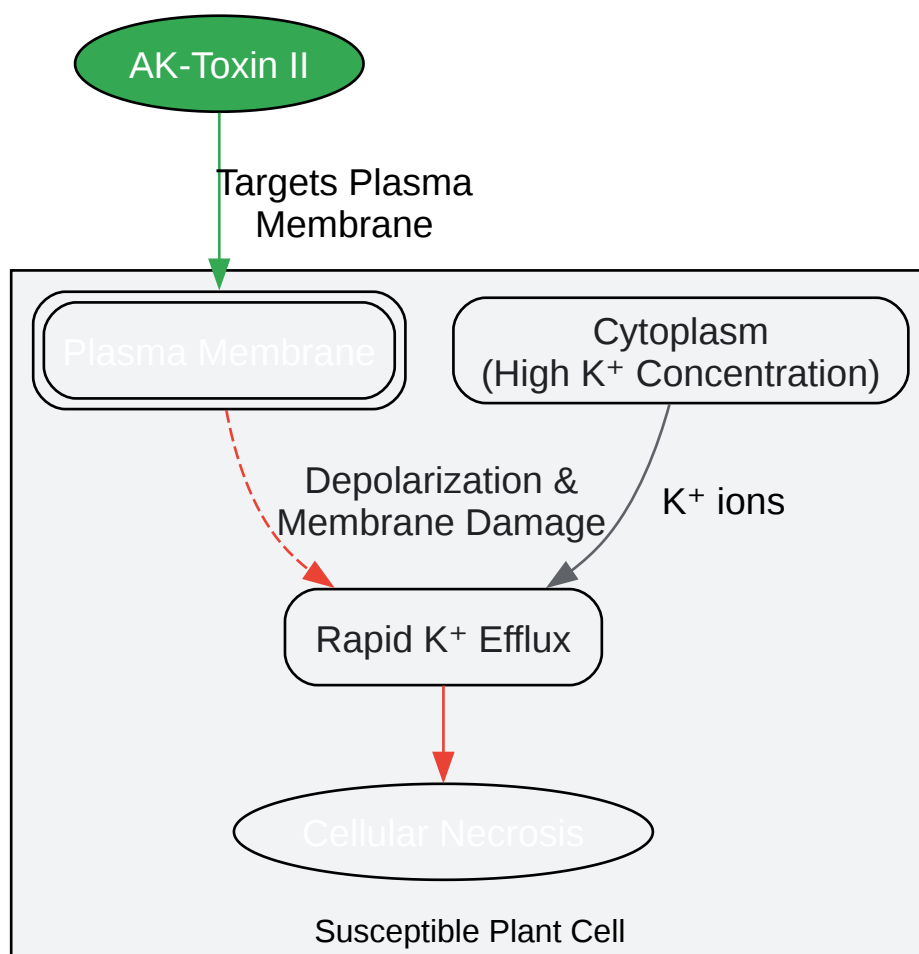 AK-Toxin II
Targets Plasma
Membrane
Plasma Membrane
Cytoplasm
(High K⁺ Concentration)
Depolarization &
Membrane Damage
K⁺ ions
Rapid K⁺ Efflux
Cellular Necrosis
Susceptible Plant Cell